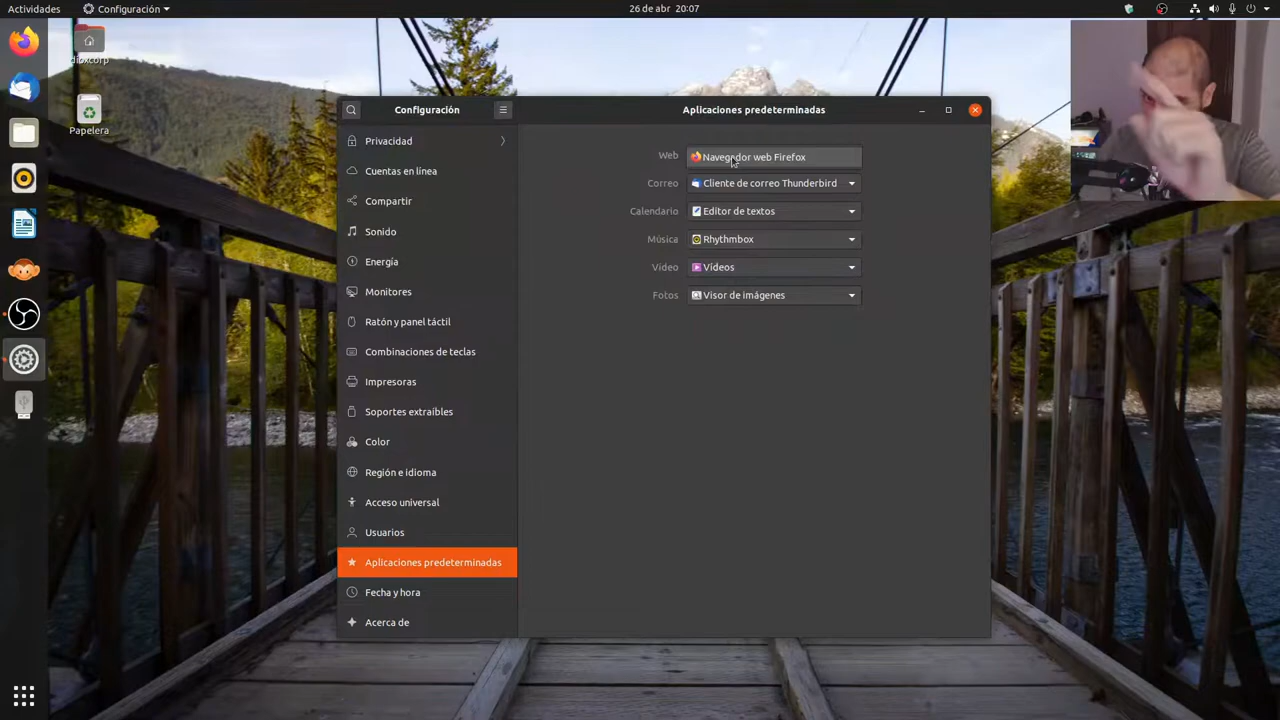 Actividades
Configuración
26 de abr 20:07
dioxcorp
Papelera
Configuración
Aplicaciones predeterminadas
Privacidad
Cuentas en línea
Compartir
Sonido
Energía
Monitores
Ratón y panel táctil
Combinaciones de teclas
Impresoras
Soportes extraíbles
Color
Región e idioma
Acceso universal
Usuarios
Aplicaciones predeterminadas
Fecha y hora
Acerca de
Web Navegador web Firefox
Correo Cliente de correo Thunderbird
Calendario Editor de textos
Música Rhythmbox
Vídeo Vídeos
Fotos Visor de imágenes